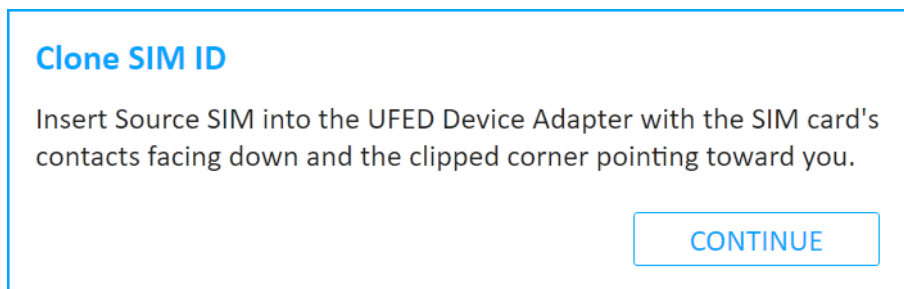 Clone SIM ID
Insert Source SIM into the UFED Device Adapter with the SIM card's
contacts facing down and the clipped corner pointing toward you.
CONTINUE